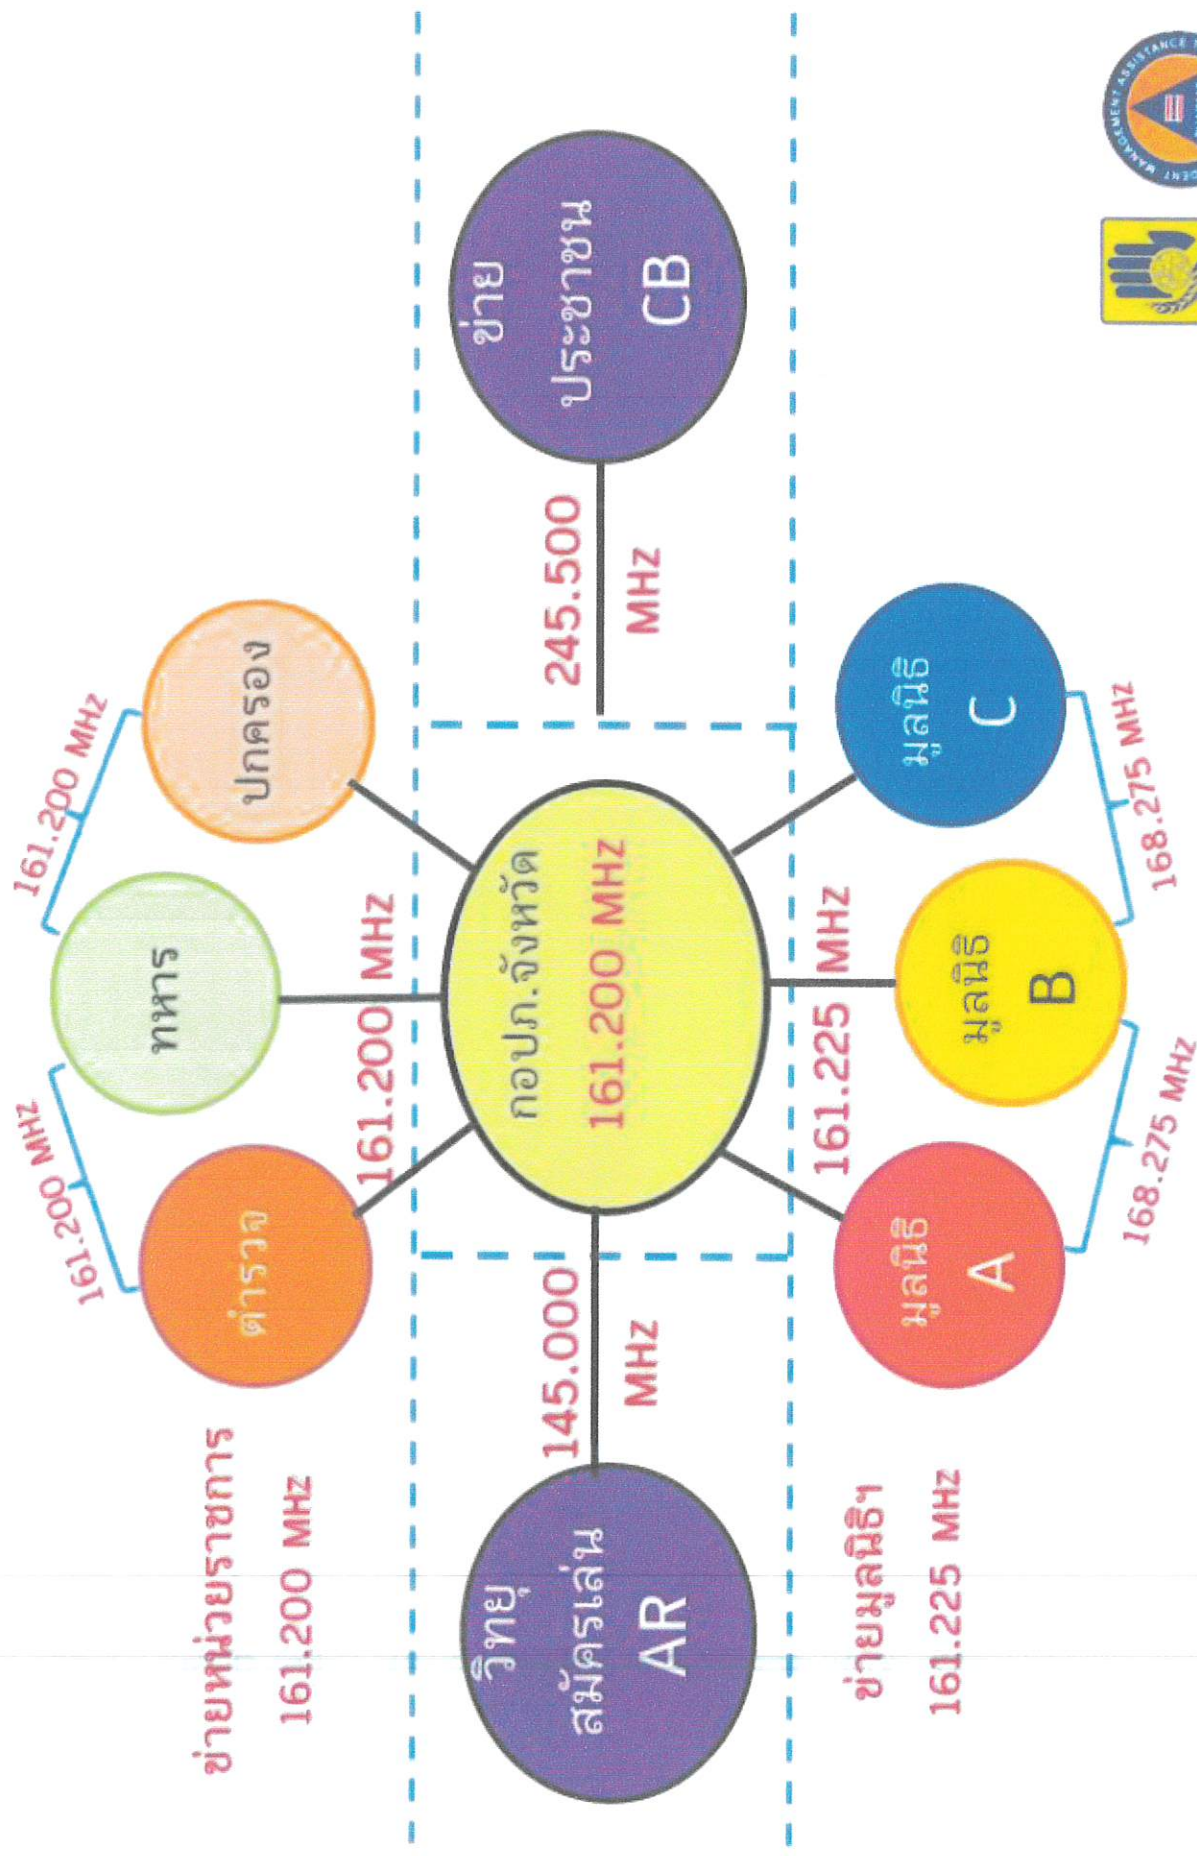 161.200 MHz
161.200 MHz
ตำรวจ
ทหาร
ปกครอง
ข่ายหน่วยราชการ
161.200 MHz
161.200 MHz
วิทยุ
สมัครเล่น
AR
145.000
MHz
กอปภ.จังหวัด
161.200 MHz
245.500
MHz
ข่าย
ประชาชน
CB
161.225 MHz
ข่ายมูลนิธิฯ
161.225 MHz
มูลนิธิ
A
มูลนิธิ
B
มูลนิธิ
C
168.275 MHz
168.275 MHz
MANAGEMENT ASSISTANCE